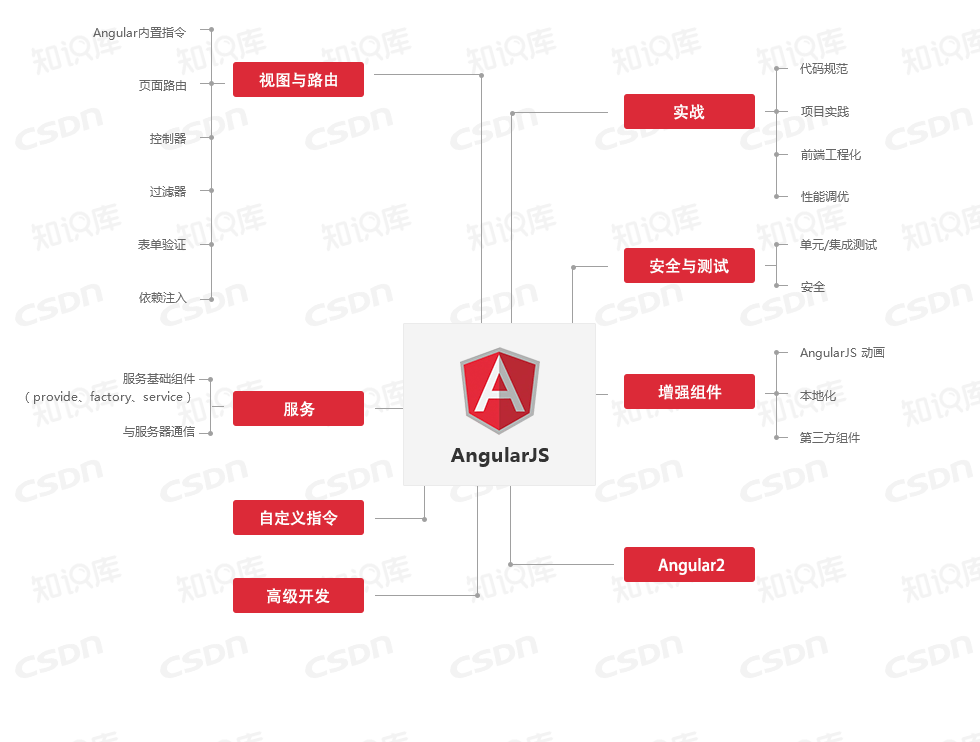 视图与路由
Angular内置指令
页面路由
控制器
过滤器
表单验证
依赖注入
服务
服务基础组件
( provide、factory、service )
与服务器通信
自定义指令
高级开发
AngularJS
实战
代码规范
项目实践
前端工程化
性能调优
安全与测试
单元/集成测试
安全
增强组件
AngularJS 动画
本地化
第三方组件
Angular2
知识库
CSDN